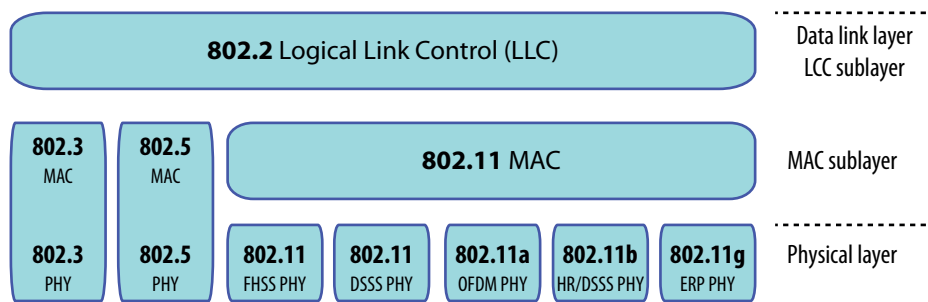 802.2 Logical Link Control (LLC)
Data link layer
LCC sublayer
802.3
MAC
802.5
MAC
802.11 MAC
MAC sublayer
802.3
PHY
802.5
PHY
802.11
FHSS PHY
802.11
DSSS PHY
802.11a
OFDM PHY
802.11b
HR/DSSS PHY
802.11g
ERP PHY
Physical layer